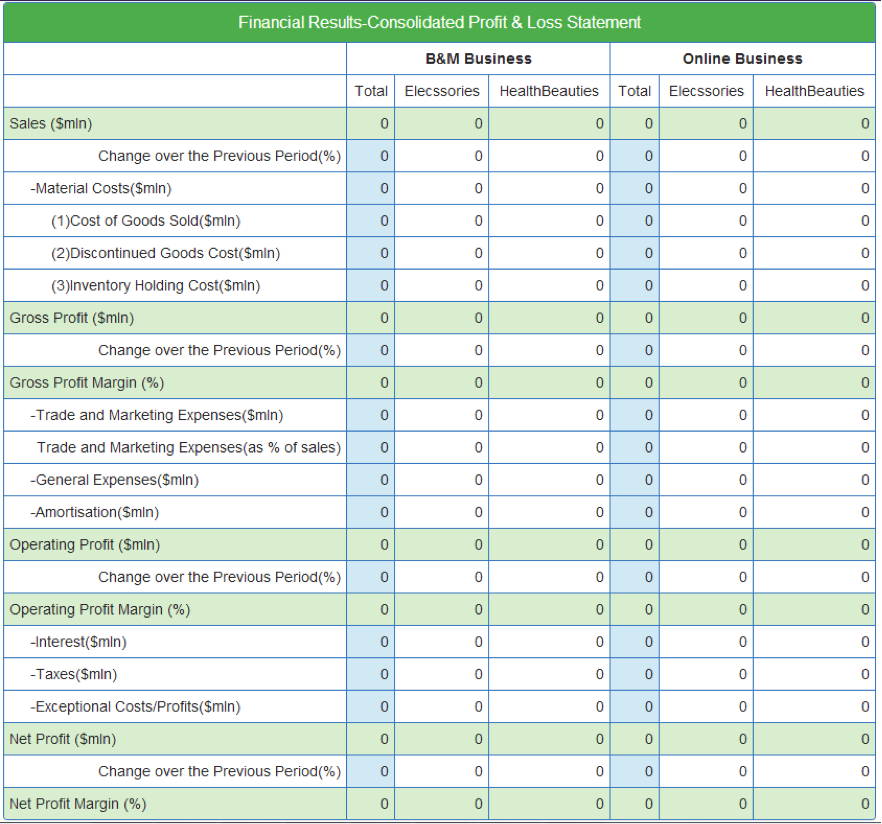 Financial Results-Consolidated Profit & Loss Statement
B&M Business Online Business
Total Elecssories HealthBeauties Total Elecssories HealthBeauties
Sales ($mln) 0 0 0 0 0 0
Change over the Previous Period(%) 0 0 0 0 0 0
-Material Costs($mln) 0 0 0 0 0 0
(1)Cost of Goods Sold($mln) 0 0 0 0 0 0
(2)Discontinued Goods Cost($mln) 0 0 0 0 0 0
(3)Inventory Holding Cost($mln) 0 0 0 0 0 0
Gross Profit ($mln) 0 0 0 0 0 0
Change over the Previous Period(%) 0 0 0 0 0 0
Gross Profit Margin (%) 0 0 0 0 0 0
-Trade and Marketing Expenses($mln) 0 0 0 0 0 0
Trade and Marketing Expenses(as % of sales) 0 0 0 0 0 0
-General Expenses($mln) 0 0 0 0 0 0
-Amortisation($mln) 0 0 0 0 0 0
Operating Profit ($mln) 0 0 0 0 0 0
Change over the Previous Period(%) 0 0 0 0 0 0
Operating Profit Margin (%) 0 0 0 0 0 0
-Interest($mln) 0 0 0 0 0 0
-Taxes($mln) 0 0 0 0 0 0
-Exceptional Costs/Profits($mln) 0 0 0 0 0 0
Net Profit ($mln) 0 0 0 0 0 0
Change over the Previous Period(%) 0 0 0 0 0 0
Net Profit Margin (%) 0 0 0 0 0 0